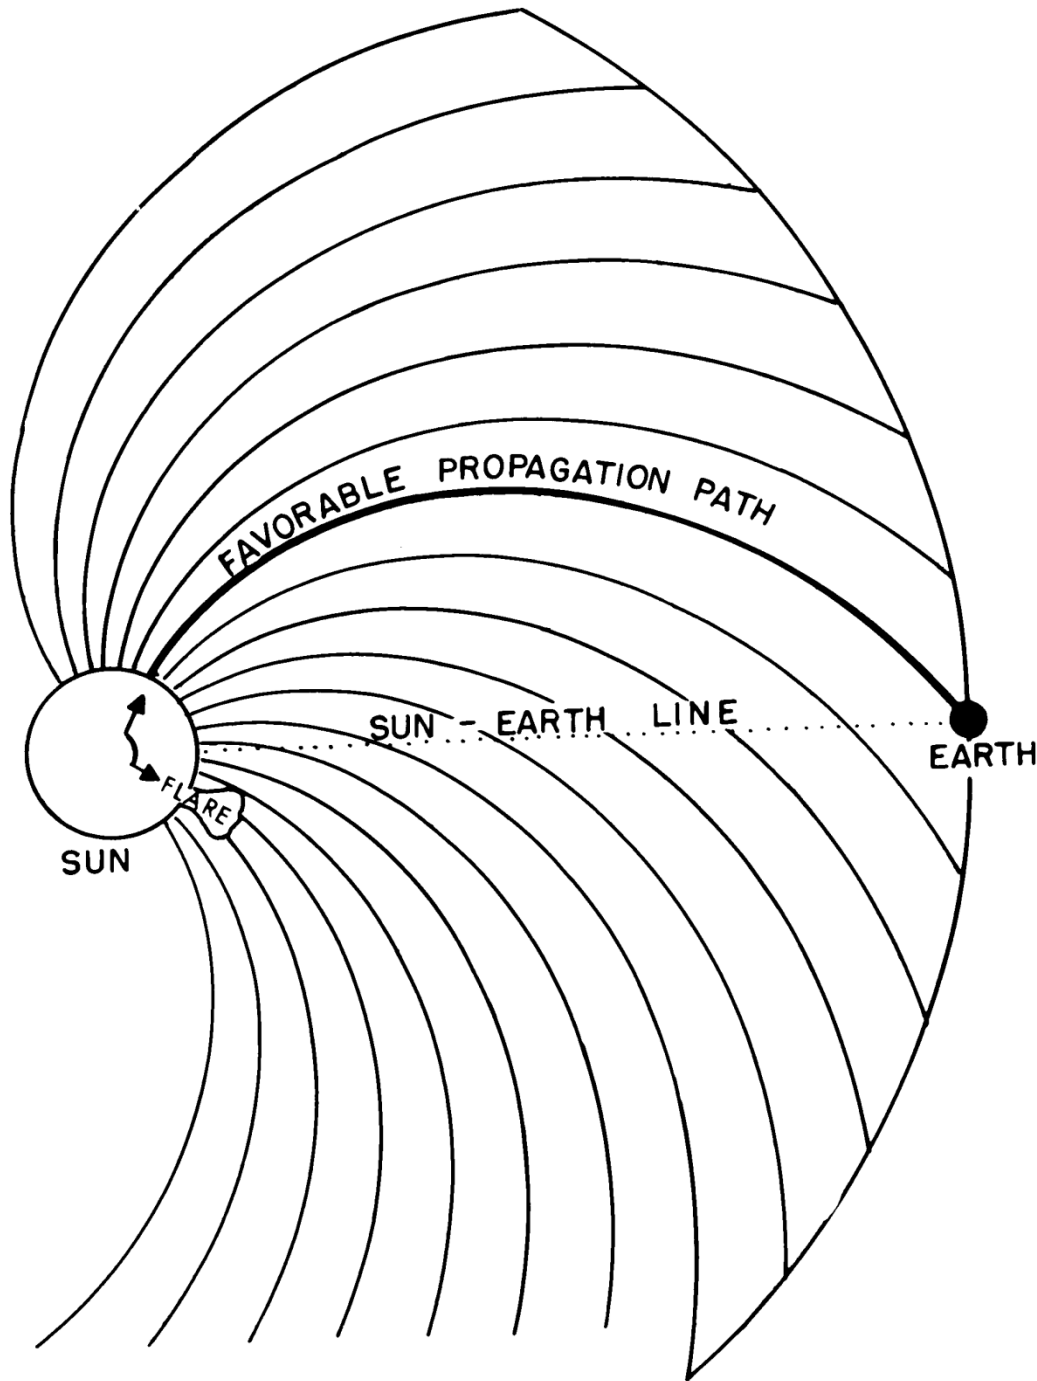 FAVORABLE PROPAGATION PATH
SUN - EARTH LINE
EARTH
FLARE
SUN